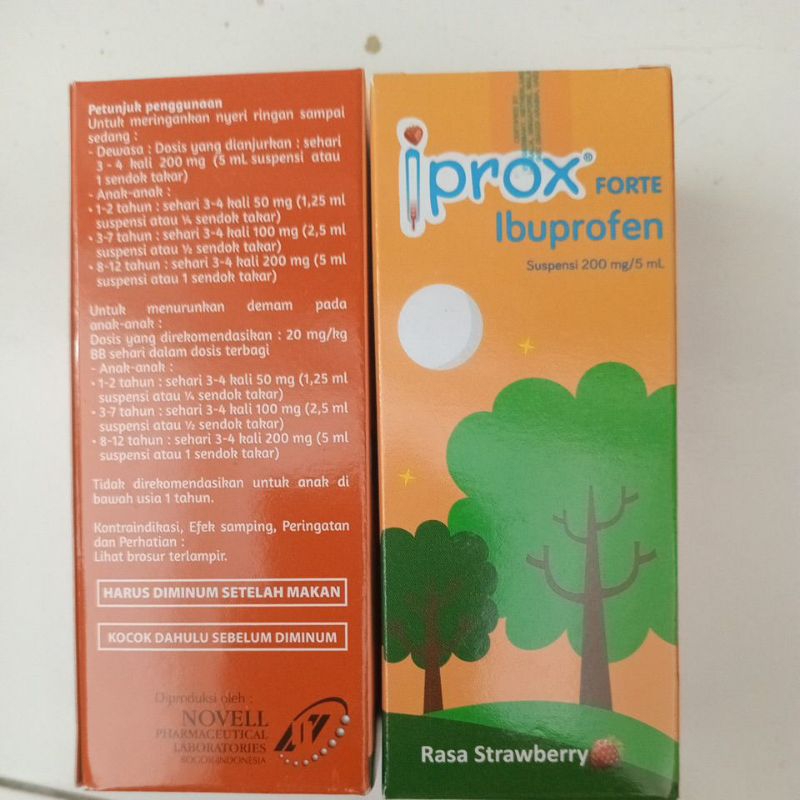 Petunjuk penggunaan
Untuk meringankan nyeri ringan sampai
sedang :
- Dewasa : Dosis yang dianjurkan : sehari
3 - 4 kali 200 mg (5 mL suspensi atau
1 sendok takar)
- Anak-anak :
• 1-2 tahun : sehari 3-4 kali 50 mg (1,25 ml
suspensi atau ¼ sendok takar)
• 3-7 tahun : sehari 3-4 kali 100 mg (2,5 ml
suspensi atau ½ sendok takar)
• 8-12 tahun : sehari 3-4 kali 200 mg (5 ml
suspensi atau 1 sendok takar)
Untuk menurunkan demam pada
anak-anak :
Dosis yang direkomendasikan : 20 mg/kg
BB sehari dalam dosis terbagi
- Anak-anak :
• 1-2 tahun : sehari 3-4 kali 50 mg (1,25 ml
suspensi atau ¼ sendok takar)
• 3-7 tahun : sehari 3-4 kali 100 mg (2,5 ml
suspensi atau ½ sendok takar)
• 8-12 tahun : sehari 3-4 kali 200 mg (5 ml
suspensi atau 1 sendok takar)
Tidak direkomendasikan untuk anak di
bawah usia 1 tahun.
Kontraindikasi, Efek samping, Peringatan
dan Perhatian :
Lihat brosur terlampir.
HARUS DIMINUM SETELAH MAKAN
KOCOK DAHULU SEBELUM DIMINUM
Diproduksi oleh :
NOVELL
PHARMACEUTICAL
LABORATORIES
BOGOR-INDONESIA
iprox® FORTE
Ibuprofen
Suspensi 200 mg/5 mL
Rasa Strawberry